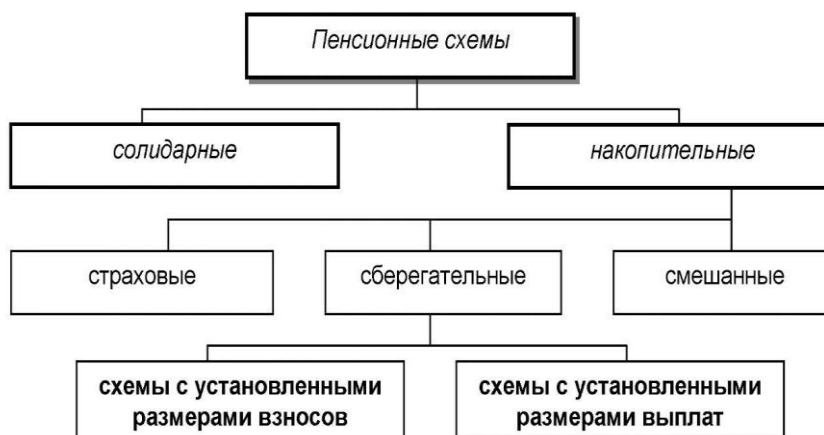 Пенсионные схемы
солидарные
накопительные
страховые
сберегательные
смешанные
схемы с установленными
размерами взносов
схемы с установленными
размерами выплат